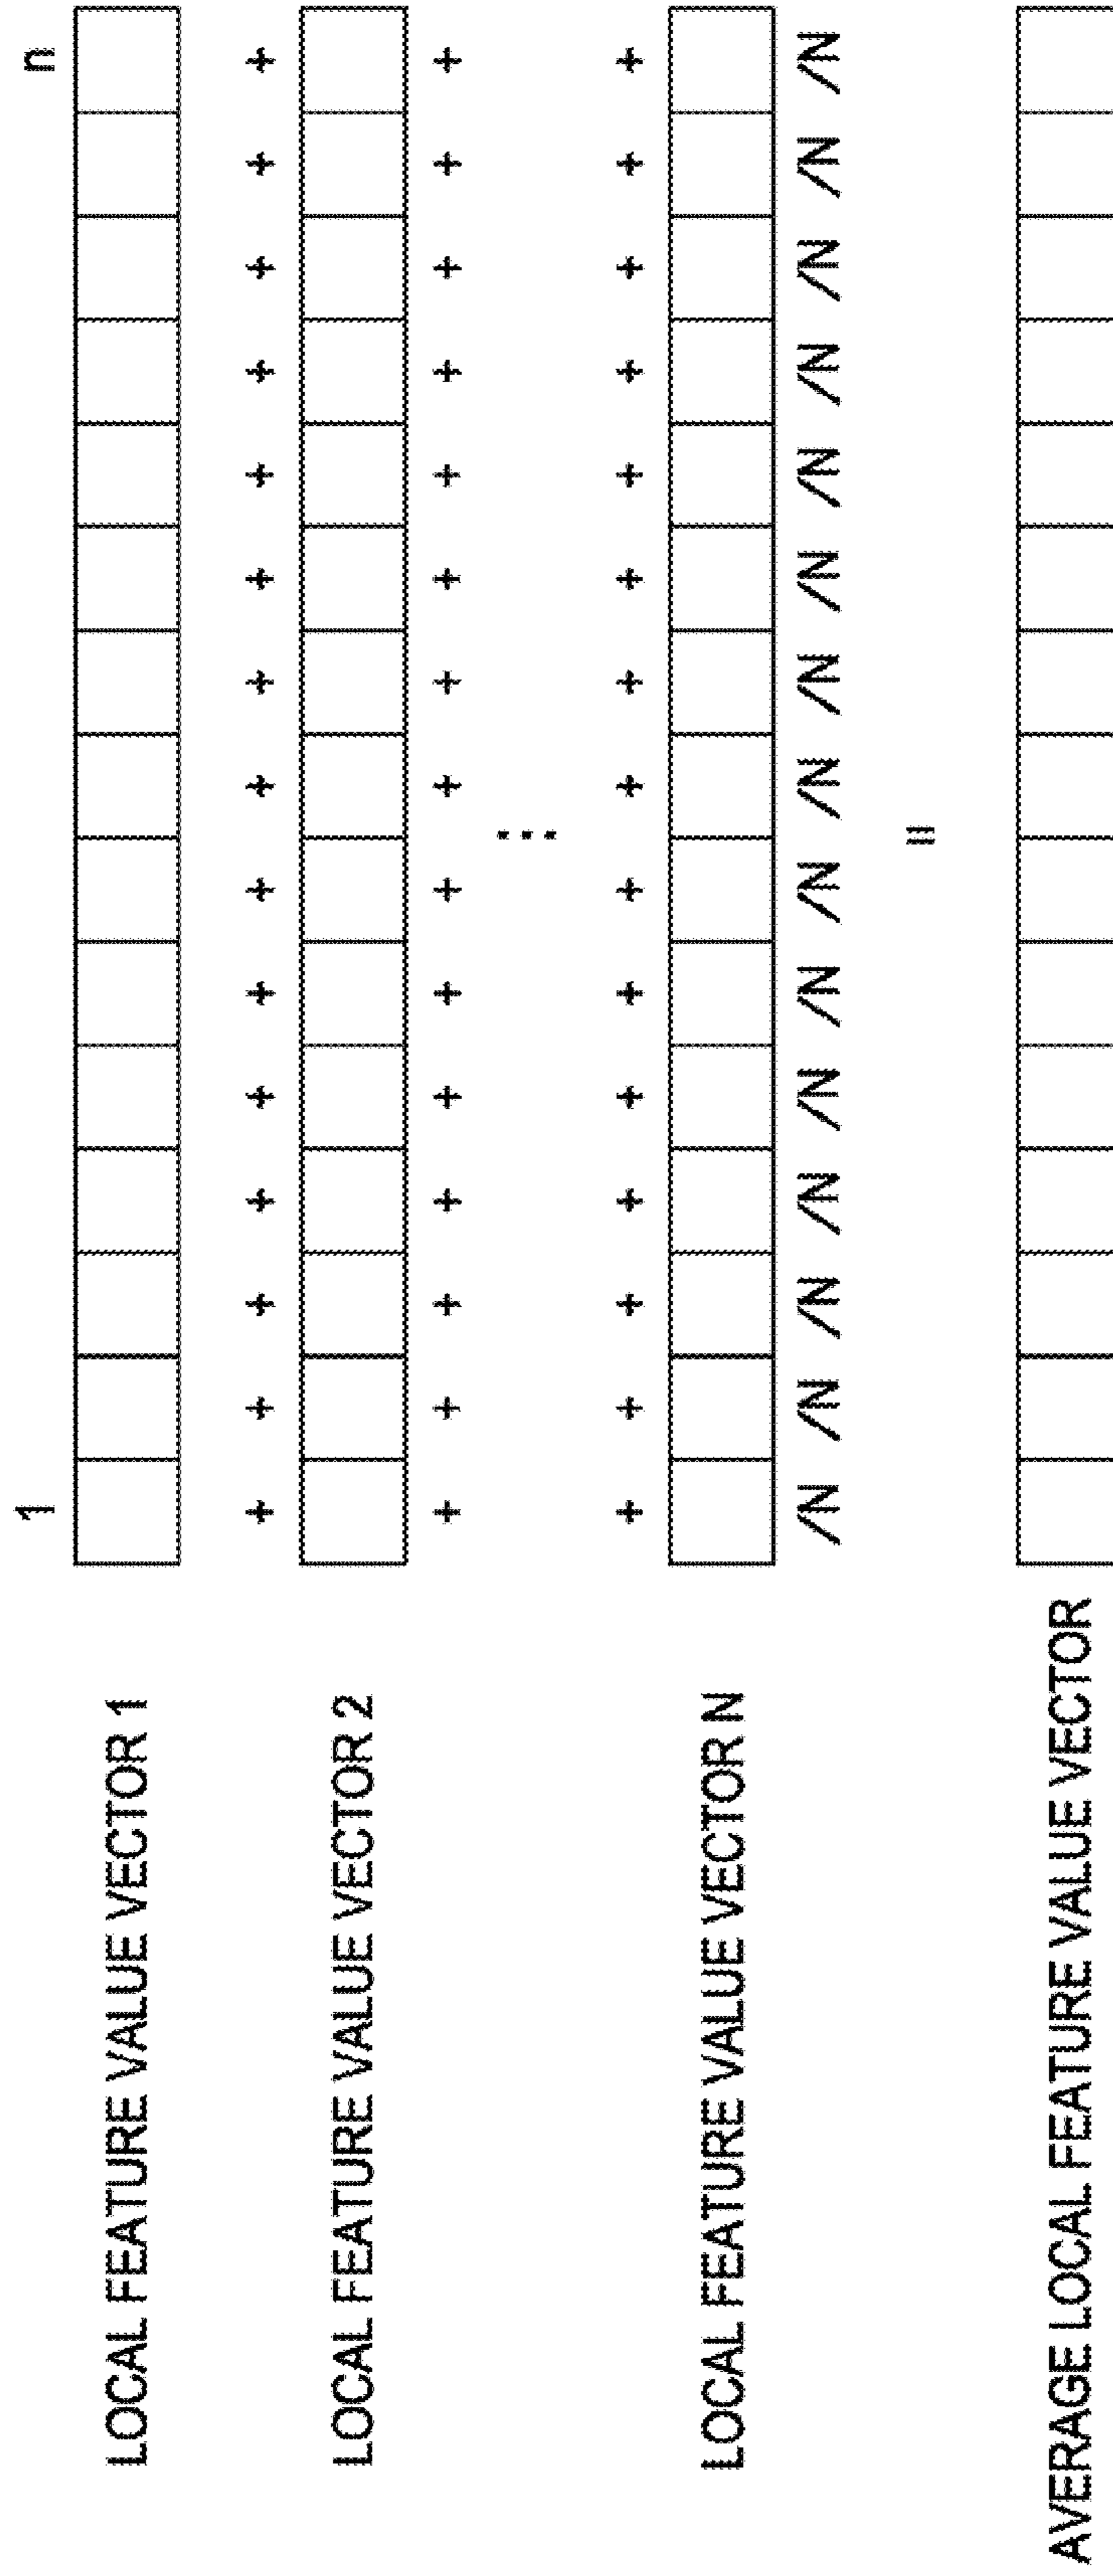 1 n
LOCAL FEATURE VALUE VECTOR 1
+ + + + + + + + + + + + + + +
LOCAL FEATURE VALUE VECTOR 2
+ + + + + + + + + + + + + + +
...
+ + + + + + + + + + + + + + +
LOCAL FEATURE VALUE VECTOR N
/N /N /N /N /N /N /N /N /N /N /N /N /N /N /N
=
AVERAGE LOCAL FEATURE VALUE VECTOR